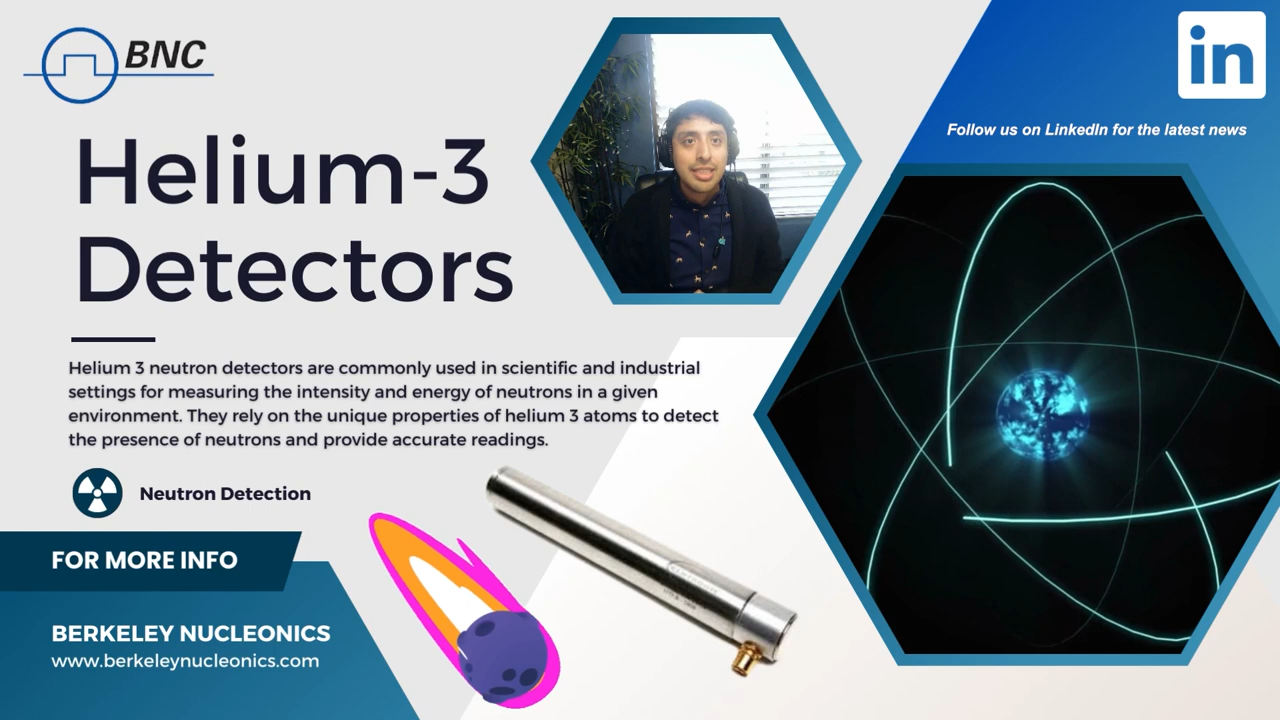 BNC
in
Follow us on LinkedIn for the latest news
Helium-3
Detectors
Helium 3 neutron detectors are commonly used in scientific and industrial
settings for measuring the intensity and energy of neutrons in a given
environment. They rely on the unique properties of helium 3 atoms to detect
the presence of neutrons and provide accurate readings.
Neutron Detection
FOR MORE INFO
BERKELEY NUCLEONICS
www.berkeleynucleonics.com